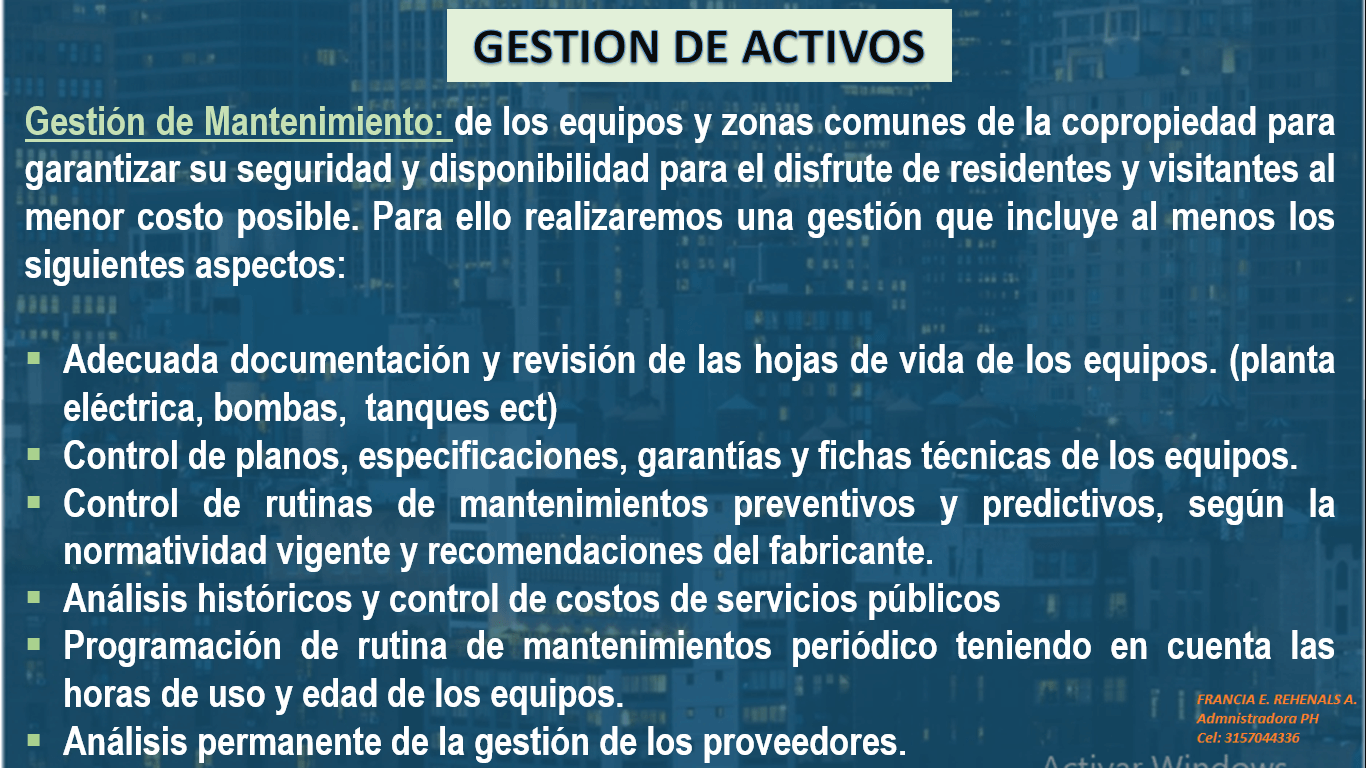 GESTION DE ACTIVOS
Gestión de Mantenimiento: de los equipos y zonas comunes de la copropiedad para
garantizar su seguridad y disponibilidad para el disfrute de residentes y visitantes al
menor costo posible. Para ello realizaremos una gestión que incluye al menos los
siguientes aspectos:
▪ Adecuada documentación y revisión de las hojas de vida de los equipos. (planta
eléctrica, bombas, tanques ect)
▪ Control de planos, especificaciones, garantías y fichas técnicas de los equipos.
▪ Control de rutinas de mantenimientos preventivos y predictivos, según la
normatividad vigente y recomendaciones del fabricante.
▪ Análisis históricos y control de costos de servicios públicos
▪ Programación de rutina de mantenimientos periódico teniendo en cuenta las
horas de uso y edad de los equipos.
▪ Análisis permanente de la gestión de los proveedores.
FRANCIA E. REHENALS A.
Admnistradora PH
Cel: 3157044336
Activar Windows